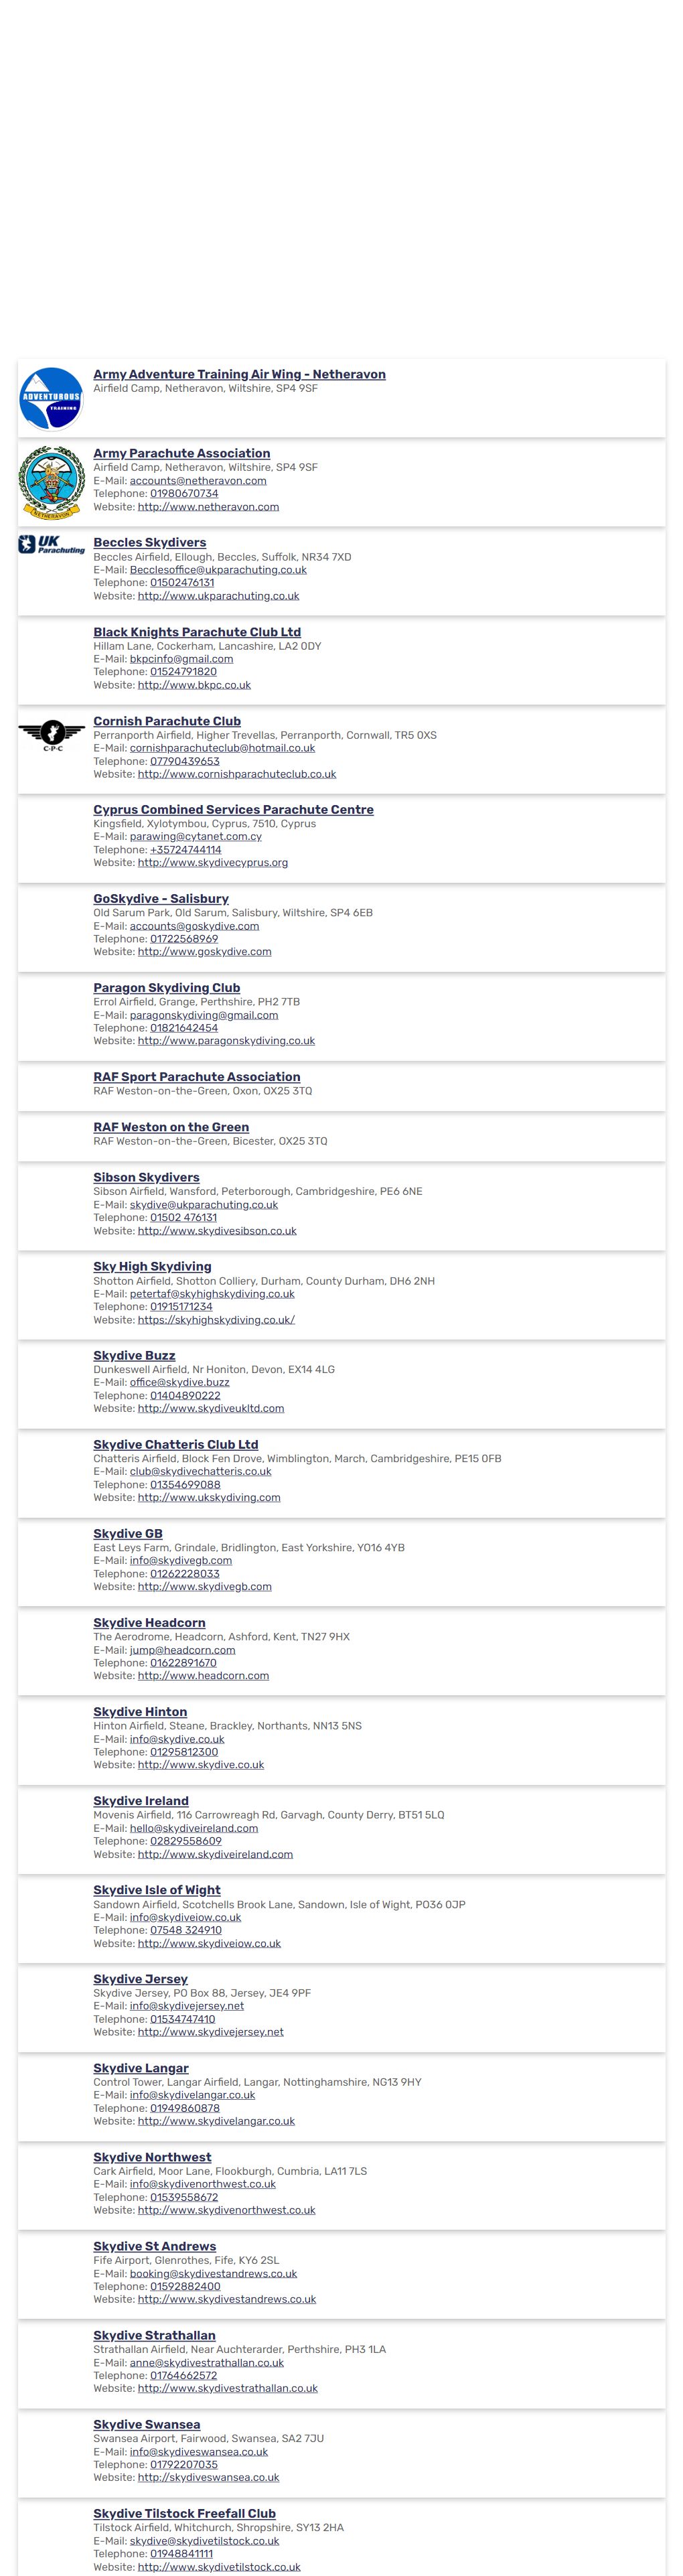 ADVENTUROUS
TRAINING
Army Adventure Training Air Wing - Netheravon
Airfield Camp, Netheravon, Wiltshire, SP4 9SF
NETHERAVON
Army Parachute Association
Airfield Camp, Netheravon, Wiltshire, SP4 9SF
E-Mail: accounts@netheravon.com
Telephone: 01980670734
Website: http://www.netheravon.com
UK
Parachuting
Beccles Skydivers
Beccles Airfield, Ellough, Beccles, Suffolk, NR34 7XD
E-Mail: Becclesoffice@ukparachuting.co.uk
Telephone: 01502476131
Website: http://www.ukparachuting.co.uk
Black Knights Parachute Club Ltd
Hillam Lane, Cockerham, Lancashire, LA2 0DY
E-Mail: bkpcinfo@gmail.com
Telephone: 01524791820
Website: http://www.bkpc.co.uk
C·P·C
Cornish Parachute Club
Perranporth Airfield, Higher Trevellas, Perranporth, Cornwall, TR5 0XS
E-Mail: cornishparachuteclub@hotmail.co.uk
Telephone: 07790439653
Website: http://www.cornishparachuteclub.co.uk
Cyprus Combined Services Parachute Centre
Kingsfield, Xylotymbou, Cyprus, 7510, Cyprus
E-Mail: parawing@cytanet.com.cy
Telephone: +35724744114
Website: http://www.skydivecyprus.org
GoSkydive - Salisbury
Old Sarum Park, Old Sarum, Salisbury, Wiltshire, SP4 6EB
E-Mail: accounts@goskydive.com
Telephone: 01722568969
Website: http://www.goskydive.com
Paragon Skydiving Club
Errol Airfield, Grange, Perthshire, PH2 7TB
E-Mail: paragonskydiving@gmail.com
Telephone: 01821642454
Website: http://www.paragonskydiving.co.uk
RAF Sport Parachute Association
RAF Weston-on-the-Green, Oxon, OX25 3TQ
RAF Weston on the Green
RAF Weston-on-the-Green, Bicester, OX25 3TQ
Sibson Skydivers
Sibson Airfield, Wansford, Peterborough, Cambridgeshire, PE6 6NE
E-Mail: skydive@ukparachuting.co.uk
Telephone: 01502 476131
Website: http://www.skydivesibson.co.uk
Sky High Skydiving
Shotton Airfield, Shotton Colliery, Durham, County Durham, DH6 2NH
E-Mail: petertaf@skyhighskydiving.co.uk
Telephone: 01915171234
Website: https://skyhighskydiving.co.uk/
Skydive Buzz
Dunkeswell Airfield, Nr Honiton, Devon, EX14 4LG
E-Mail: office@skydive.buzz
Telephone: 01404890222
Website: http://www.skydiveukltd.com
Skydive Chatteris Club Ltd
Chatteris Airfield, Block Fen Drove, Wimblington, March, Cambridgeshire, PE15 0FB
E-Mail: club@skydivechatteris.co.uk
Telephone: 01354699088
Website: http://www.ukskydiving.com
Skydive GB
East Leys Farm, Grindale, Bridlington, East Yorkshire, YO16 4YB
E-Mail: info@skydivegb.com
Telephone: 01262228033
Website: http://www.skydivegb.com
Skydive Headcorn
The Aerodrome, Headcorn, Ashford, Kent, TN27 9HX
E-Mail: jump@headcorn.com
Telephone: 01622891670
Website: http://www.headcorn.com
Skydive Hinton
Hinton Airfield, Steane, Brackley, Northants, NN13 5NS
E-Mail: info@skydive.co.uk
Telephone: 01295812300
Website: http://www.skydive.co.uk
Skydive Ireland
Movenis Airfield, 116 Carrowreagh Rd, Garvagh, County Derry, BT51 5LQ
E-Mail: hello@skydiveireland.com
Telephone: 02829558609
Website: http://www.skydiveireland.com
Skydive Isle of Wight
Sandown Airfield, Scotchells Brook Lane, Sandown, Isle of Wight, PO36 0JP
E-Mail: info@skydiveiow.co.uk
Telephone: 07548 324910
Website: http://www.skydiveiow.co.uk
Skydive Jersey
Skydive Jersey, PO Box 88, Jersey, JE4 9PF
E-Mail: info@skydivejersey.net
Telephone: 01534747410
Website: http://www.skydivejersey.net
Skydive Langar
Control Tower, Langar Airfield, Langar, Nottinghamshire, NG13 9HY
E-Mail: info@skydivelangar.co.uk
Telephone: 01949860878
Website: http://www.skydivelangar.co.uk
Skydive Northwest
Cark Airfield, Moor Lane, Flookburgh, Cumbria, LA11 7LS
E-Mail: info@skydivenorthwest.co.uk
Telephone: 01539558672
Website: http://www.skydivenorthwest.co.uk
Skydive St Andrews
Fife Airport, Glenrothes, Fife, KY6 2SL
E-Mail: booking@skydivestandrews.co.uk
Telephone: 01592882400
Website: http://www.skydivestandrews.co.uk
Skydive Strathallan
Strathallan Airfield, Near Auchterarder, Perthshire, PH3 1LA
E-Mail: anne@skydivestrathallan.co.uk
Telephone: 01764662572
Website: http://www.skydivestrathallan.co.uk
Skydive Swansea
Swansea Airport, Fairwood, Swansea, SA2 7JU
E-Mail: info@skydiveswansea.co.uk
Telephone: 01792207035
Website: http://skydiveswansea.co.uk
Skydive Tilstock Freefall Club
Tilstock Airfield, Whitchurch, Shropshire, SY13 2HA
E-Mail: skydive@skydivetilstock.co.uk
Telephone: 01948841111
Website: http://www.skydivetilstock.co.uk